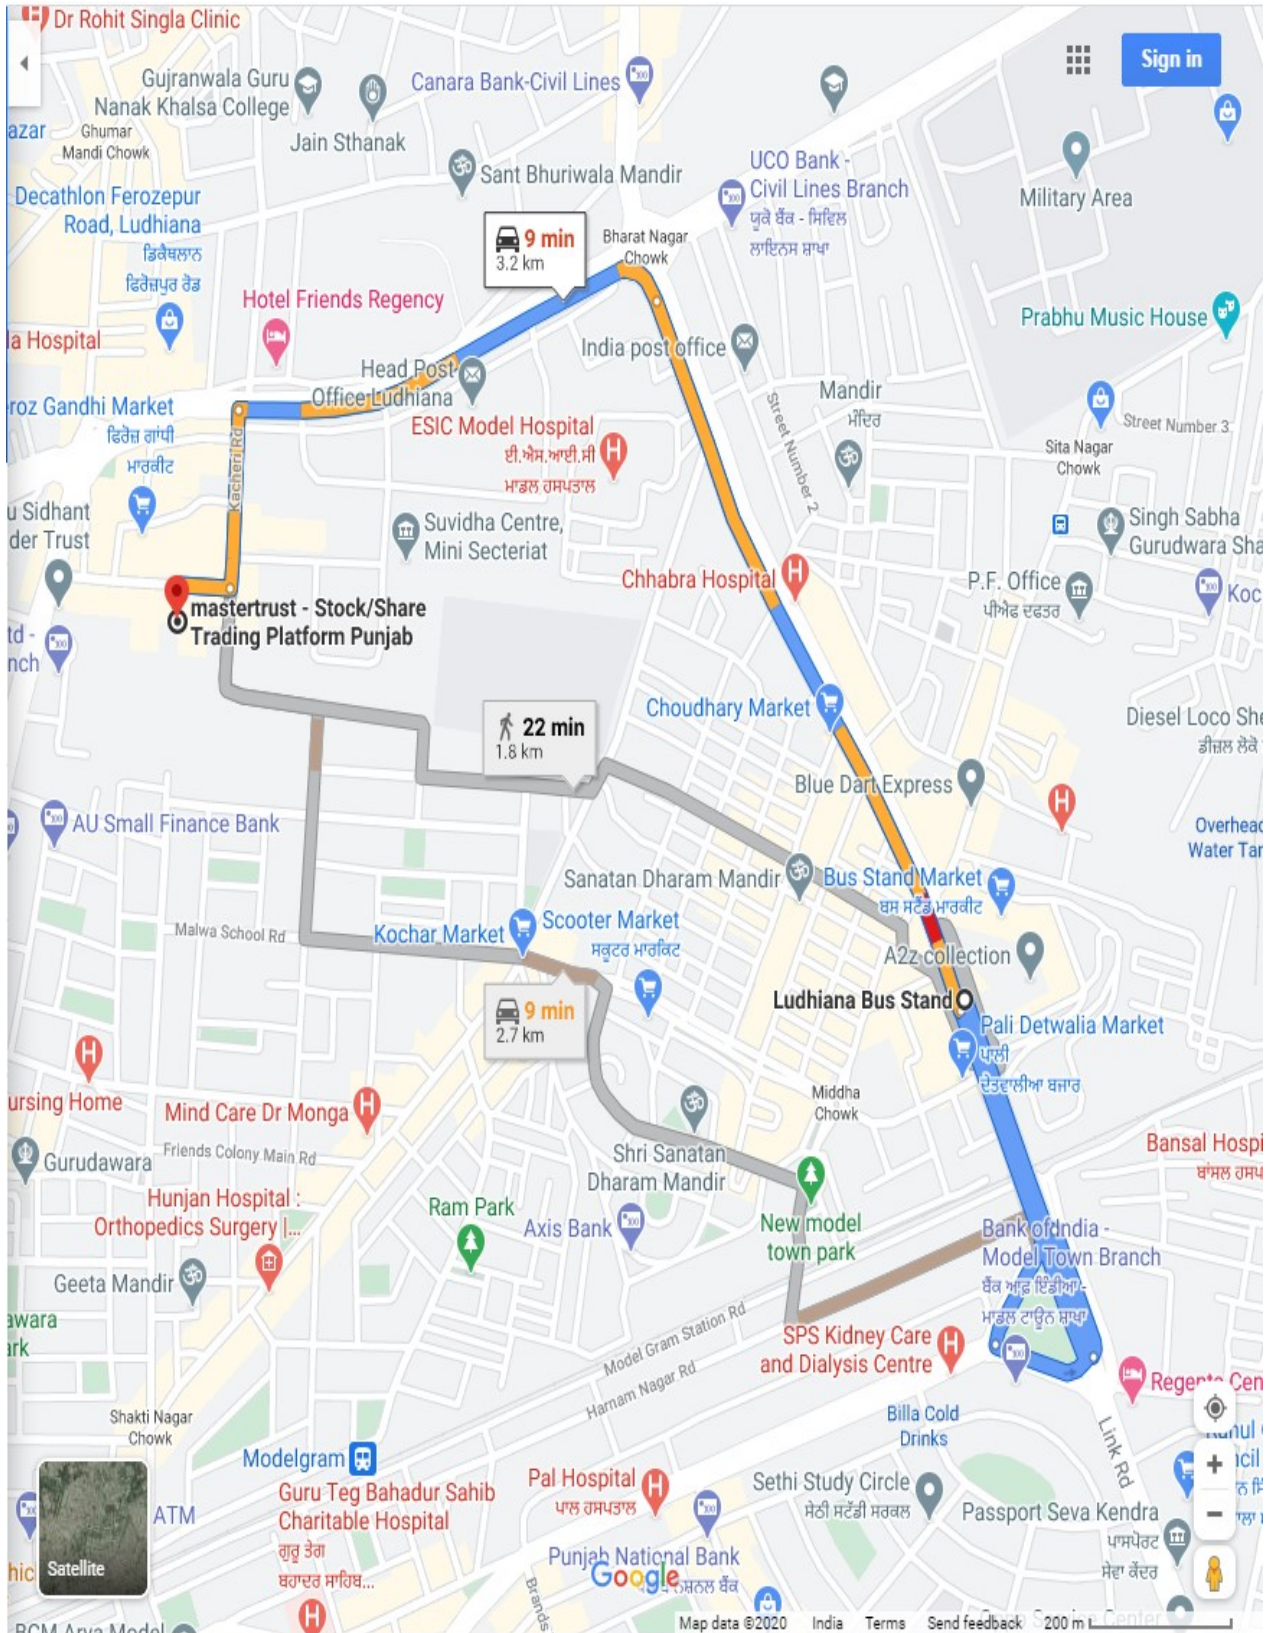 Dr Rohit Singla Clinic
Sign in
Gujranwala Guru
Nanak Khalsa College
Canara Bank-Civil Lines
azar
Ghumar
Mandi Chowk
Jain Sthanak
Sant Bhuriwala Mandir
UCO Bank -
Civil Lines Branch
ਯੂਕੋ ਬੈਂਕ - ਸਿਵਿਲ
ਲਾਇਨਸ ਸ਼ਾਖਾ
Military Area
Decathlon Ferozepur
Road, Ludhiana
ਡਿਕੈਥਲਾਨ
ਫਿਰੋਜ਼ਪੁਰ ਰੋਡ
9 min
3.2 km
Bharat Nagar
Chowk
Hotel Friends Regency
la Hospital
Prabhu Music House
India post office
Head Post
Office Ludhiana
Mandir
ਮੰਦਿਰ
roz Gandhi Market
ਫਿਰੋਜ਼ ਗਾਂਧੀ
ਮਾਰਕੀਟ
Kacheri Rd
ESIC Model Hospital
ਈ.ਐਸ.ਆਈ.ਸੀ
ਮਾਡਲ ਹਸਪਤਾਲ
Street Number 2
Street Number 3
Sita Nagar
Chowk
u Sidhant
der Trust
Suvidha Centre,
Mini Secteriat
Singh Sabha
Gurudwara Sha
Chhabra Hospital
P.F. Office
ਪੀਐਫ ਦਫਤਰ
Koc
mastertrust - Stock/Share
Trading Platform Punjab
td -
nch
22 min
1.8 km
Choudhary Market
Diesel Loco She
ਡੀਜ਼ਲ ਲੋਕੋ
Blue Dart Express
AU Small Finance Bank
Overhead
Water Tan
Sanatan Dharam Mandir
Bus Stand Market
ਬਸ ਸਟੈਂਡ ਮਾਰਕੀਟ
Malwa School Rd
Kochar Market
Scooter Market
ਸਕੂਟਰ ਮਾਰਕਿਟ
A2z collection
Ludhiana Bus Stand
9 min
2.7 km
Pali Detwalia Market
ਪਾਲੀ
ਦੇਤਵਾਲੀਆ ਬਜਾਰ
ursing Home
Mind Care Dr Monga
Middha
Chowk
Gurudawara
Friends Colony Main Rd
Shri Sanatan
Dharam Mandir
Bansal Hospi
ਬਾਂਸਲ ਹਸਪ
Hunjan Hospital :
Orthopedics Surgery |...
Ram Park
Axis Bank
New model
town park
Bank of India -
Model Town Branch
ਬੈਂਕ ਆਫ਼ ਇੰਡੀਆ -
ਮਾਡਲ ਟਾਊਨ ਸ਼ਾਖਾ
Geeta Mandir
awara
ark
Model Gram Station Rd
SPS Kidney Care
and Dialysis Centre
Harnam Nagar Rd
Shakti Nagar
Chowk
Billa Cold
Drinks
Link Rd
Modelgram
Pal Hospital
ਪਾਲ ਹਸਪਤਾਲ
Sethi Study Circle
ਸੇਠੀ ਸਟੱਡੀ ਸਰਕਲ
Guru Teg Bahadur Sahib
Charitable Hospital
ਗੁਰੂ ਤੇਗ
ਬਹਾਦਰ ਸਾਹਿਬ...
ATM
Passport Seva Kendra
ਪਾਸਪੋਰਟ
ਸੇਵਾ ਕੇਂਦਰ
Satellite
Punjab National Bank
ਨੈਸ਼ਨਲ ਬੈਂਕ
Google
Brands
Map data ©2020 India Terms Send feedback 200 m